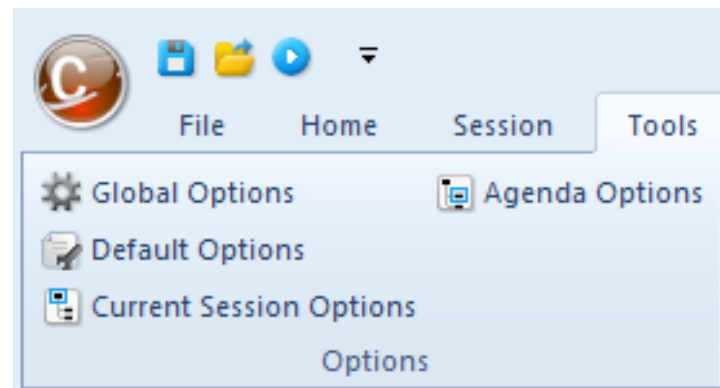 C
File Home Session Tools
Global Options Agenda Options
Default Options
Current Session Options
Options